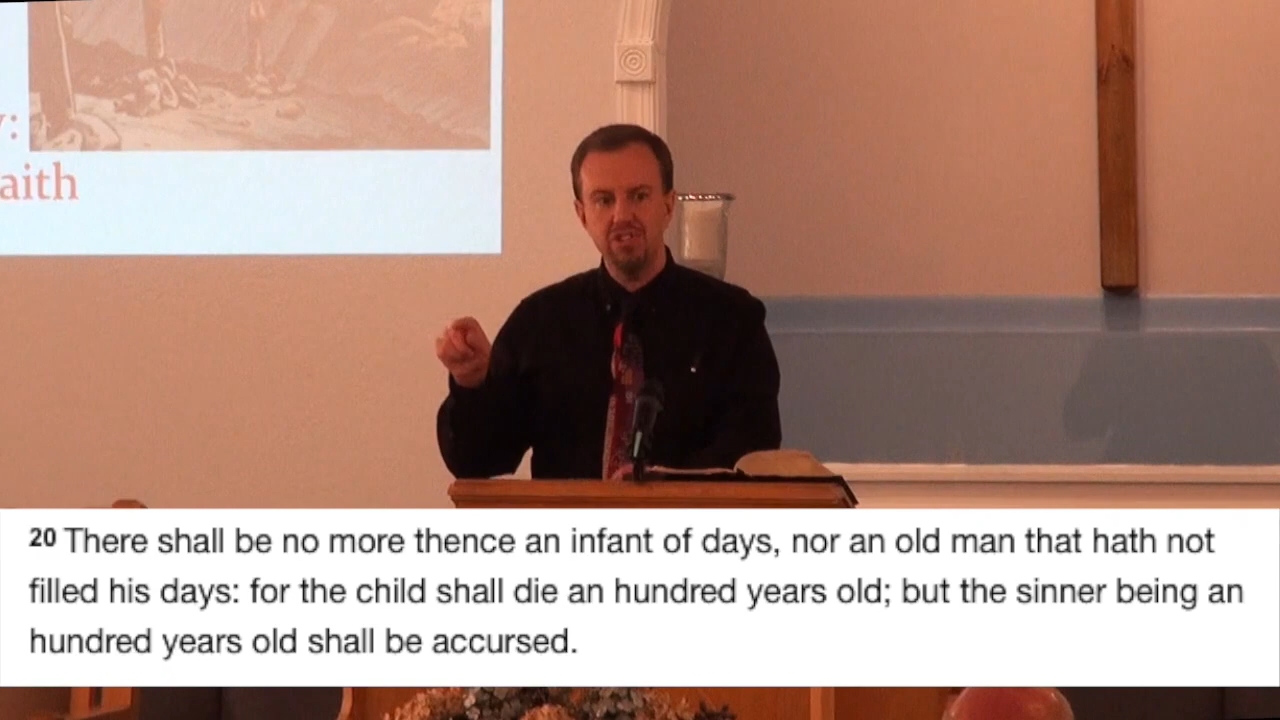 aith
20 There shall be no more thence an infant of days, nor an old man that hath not
filled his days: for the child shall die an hundred years old; but the sinner being an
hundred years old shall be accursed.